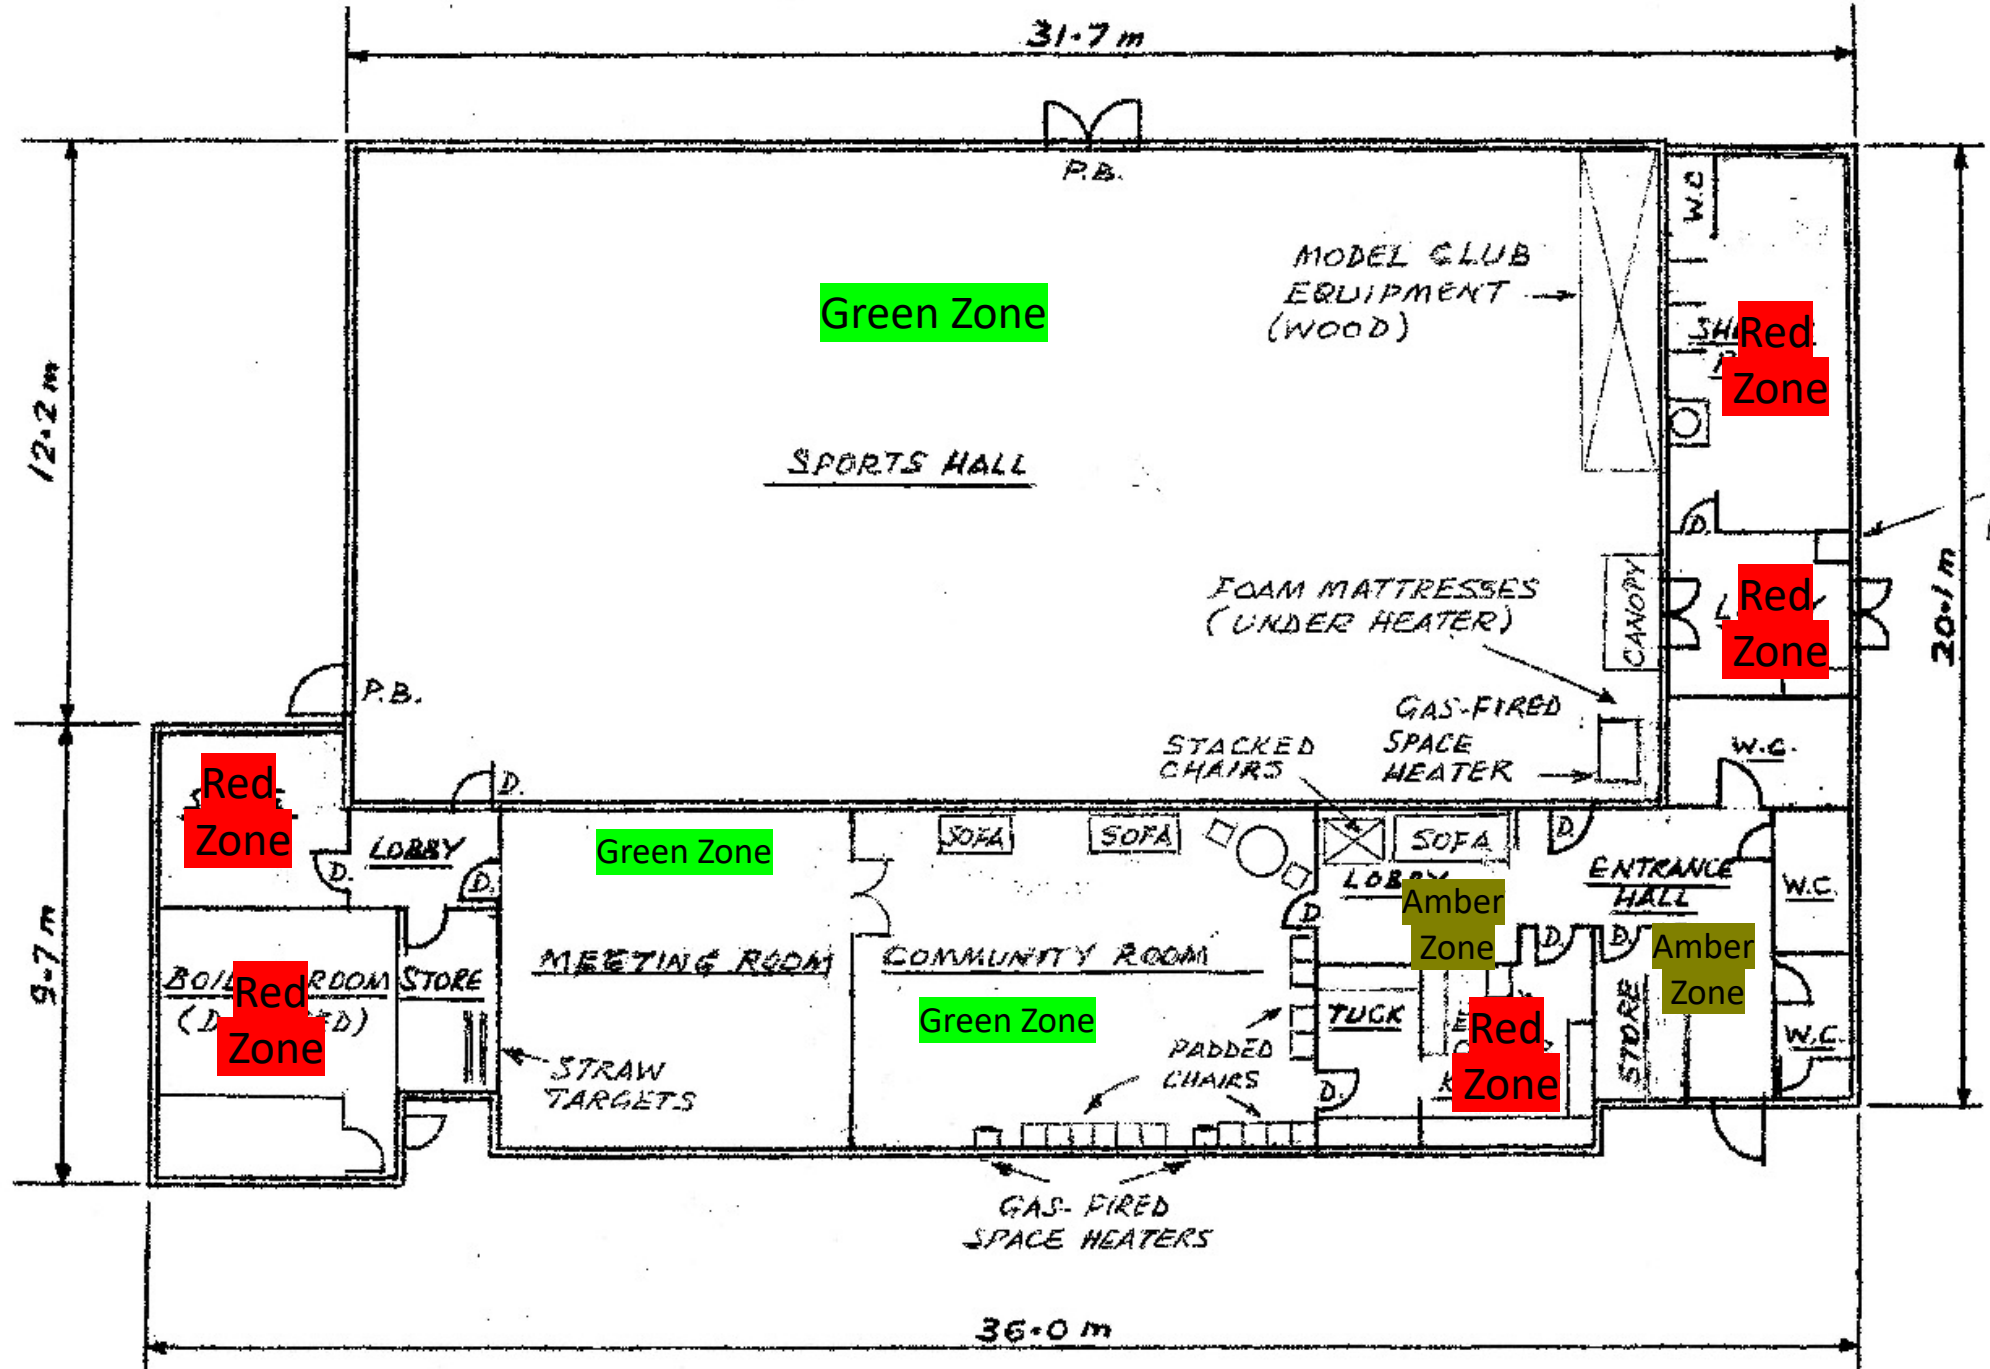 31.7 m
P.B.
W.C
MODEL CLUB
EQUIPMENT
(WOOD)
Green Zone
Red
Zone
12.2 m
SPORTS HALL
D.
FOAM MATTRESSES
(UNDER HEATER)
CANOPY
Red
Zone
20.1 m
P.B.
GAS-FIRED
SPACE
HEATER
STACKED
CHAIRS
W.C.
Red
Zone
D.
LOBBY
D.
D.
Green Zone
SOFA
SOFA
SOFA
D
ENTRANCE
HALL
W.C.
LOBBY
Amber
Zone
D
D
D
Amber
Zone
9.7 m
MEETING ROOM
COMMUNITY ROOM
Red
Zone
STORE
Green Zone
TUCK
Red
Zone
STORE
W.C.
STRAW
TARGETS
PADDED
CHAIRS
D.
GAS-FIRED
SPACE HEATERS
36.0 m